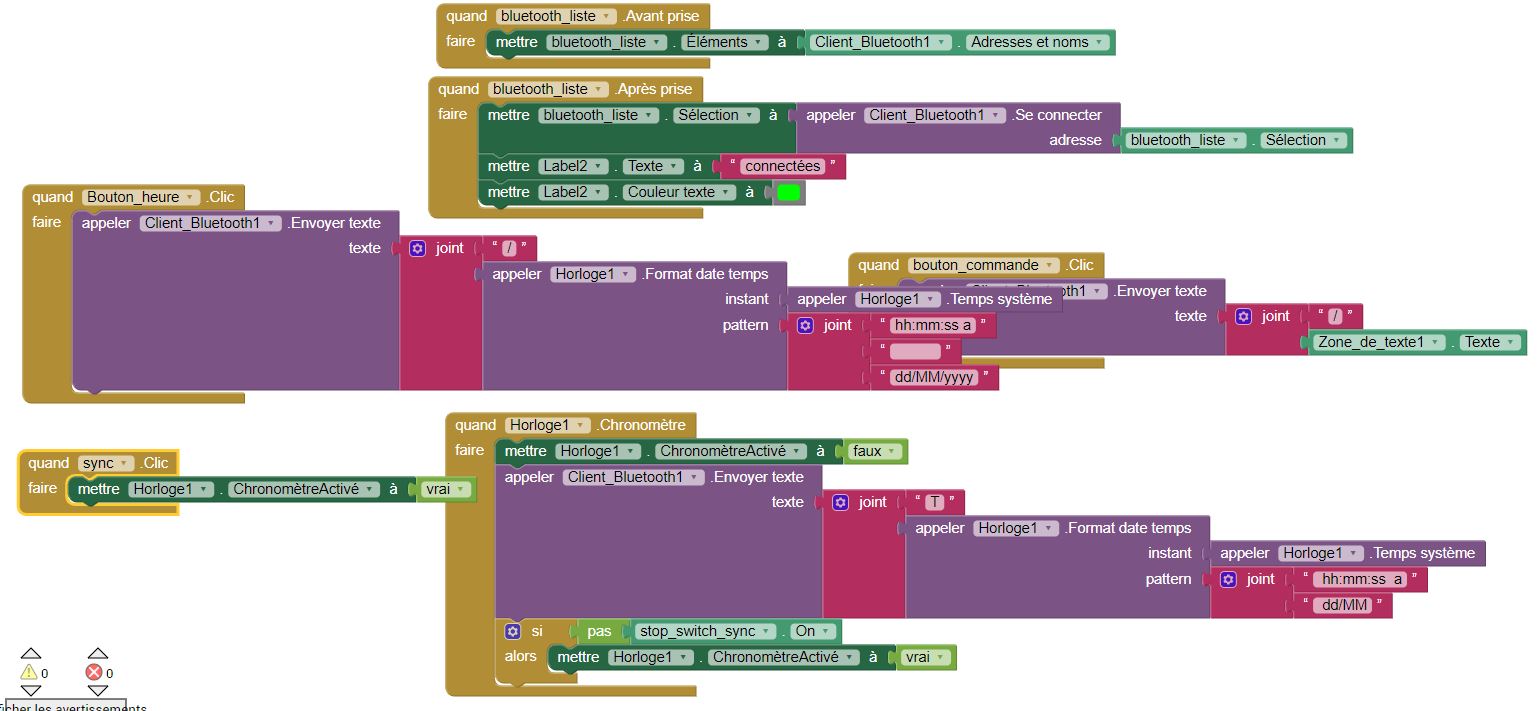 quand bluetooth_liste .Avant prise
faire mettre bluetooth_liste . Éléments à Client_Bluetooth1 . Adresses et noms
quand bluetooth_liste .Après prise
faire mettre bluetooth_liste . Sélection à appeler Client_Bluetooth1 .Se connecter
adresse bluetooth_liste . Sélection
mettre Label2 . Texte à “ connectées ”
mettre Label2 . Couleur texte à
quand Bouton_heure .Clic
faire appeler Client_Bluetooth1 .Envoyer texte
texte joint “ / ”
appeler Horloge1 .Format date temps
instant appeler Horloge1 .Temps système
pattern joint “ hh:mm:ss a ”
“ ”
“ dd/MM/yyyy ”
quand bouton_commande .Clic
th1 .Envoyer texte
texte joint “ / ”
Zone_de_texte1 . Texte
quand sync .Clic
faire mettre Horloge1 . ChronomètreActivé à vrai
quand Horloge1 .Chronomètre
faire mettre Horloge1 . ChronomètreActivé à faux
appeler Client_Bluetooth1 .Envoyer texte
texte joint “ T ”
appeler Horloge1 .Format date temps
instant appeler Horloge1 .Temps système
pattern joint “ hh:mm:ss a ”
“ dd/MM ”
si pas stop_switch_sync . On
alors mettre Horloge1 . ChronomètreActivé à vrai
0 0
ficher les avertissements